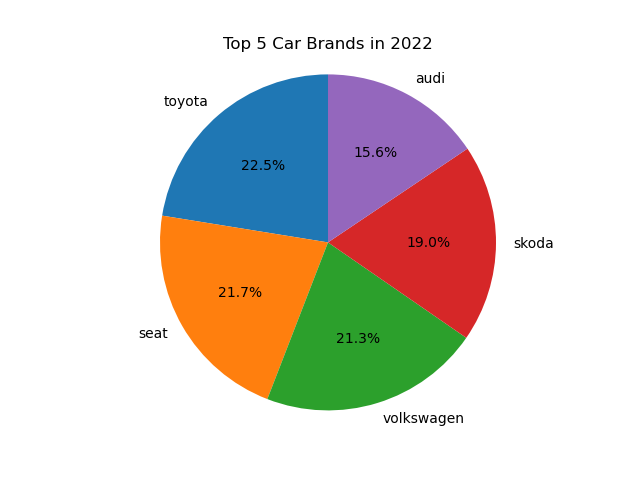 Top 5 Car Brands in 2022
audi
toyota
15.6%
22.5%
19.0%
skoda
21.7%
seat
21.3%
volkswagen